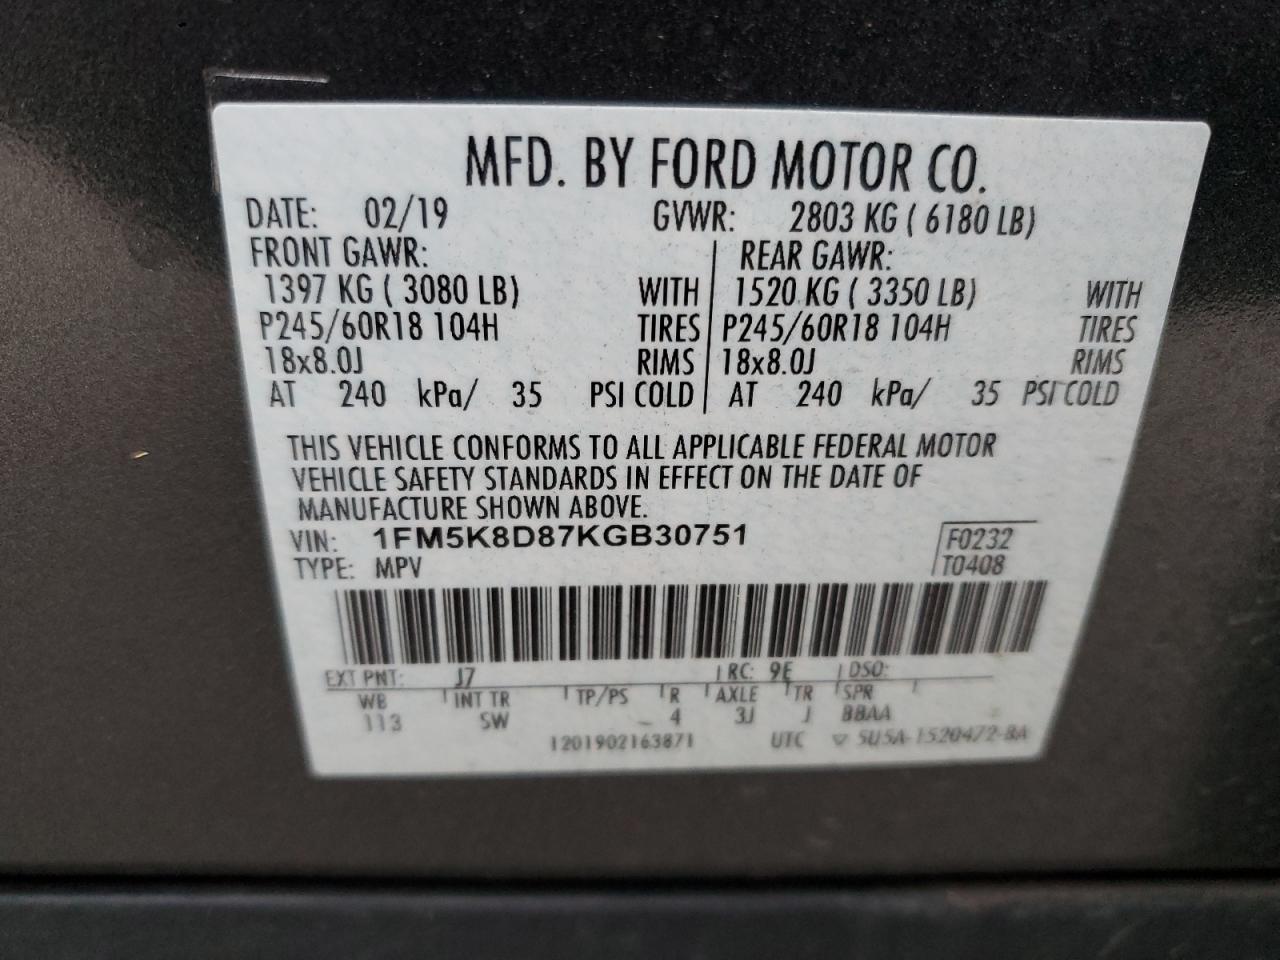 MFD. BY FORD MOTOR CO.
DATE: 02/19 GVWR: 2803 KG ( 6180 LB)
FRONT GAWR: REAR GAWR:
1397 KG ( 3080 LB) WITH 1520 KG ( 3350 LB) WITH
P245/60R18 104H TIRES P245/60R18 104H TIRES
18x8.0J RIMS 18x8.0J RIMS
AT 240 kPa/ 35 PSI COLD AT 240 kPa/ 35 PSI COLD
THIS VEHICLE CONFORMS TO ALL APPLICABLE FEDERAL MOTOR
VEHICLE SAFETY STANDARDS IN EFFECT ON THE DATE OF
MANUFACTURE SHOWN ABOVE.
VIN: 1FM5K8D87KGB30751 F0232
TYPE: MPV T0408
EXT PNT: J7 RC: 9E DSO:
WB INT TR TP/PS R AXLE TR SPR
113 SW 4 3J J BBAA
1201902163871 UTC ▽ 5U5A-1520472-BA